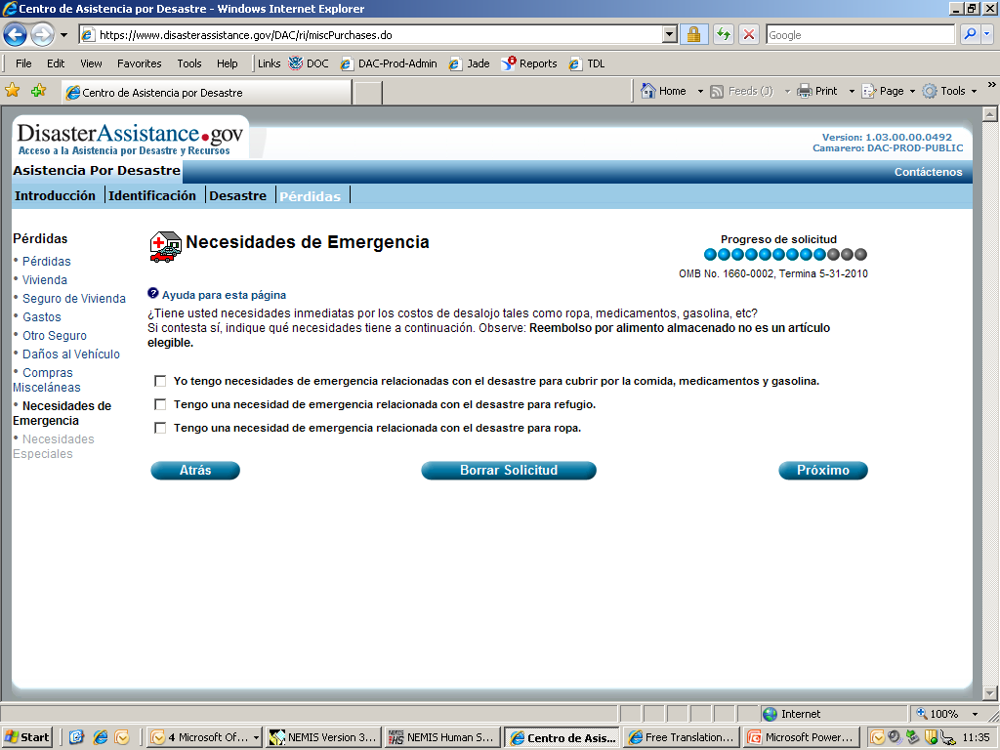 Centro de Asistencia por Desastre - Windows Internet Explorer
https://www.disasterassistance.gov/DAC/ri/miscPurchases.do
Google
File Edit View Favorites Tools Help Links DOC DAC-Prod-Admin Jade Reports TDL
Centro de Asistencia por Desastre
Home Feeds (J) Print Page Tools »
DisasterAssistance.gov
Acceso a la Asistencia por Desastre y Recursos
Version: 1.03.00.00.0492
Camarero: DAC-PROD-PUBLIC
Asistencia Por Desastre
Contáctenos
Introducción Identificación Desastre Pérdidas
Pérdidas
• Pérdidas
• Vivienda
• Seguro de Vivienda
• Gastos
• Otro Seguro
• Daños al Vehículo
• Compras
Misceláneas
• Necesidades de
Emergencia
• Necesidades
Especiales
Necesidades de Emergencia
Progreso de solicitud
OMB No. 1660-0002, Termina 5-31-2010
? Ayuda para esta página
¿Tiene usted necesidades inmediatas por los costos de desalojo tales como ropa, medicamentos, gasolina, etc?
Si contesta sí, indique qué necesidades tiene a continuación. Observe: Reembolso por alimento almacenado no es un artículo
elegible.
Yo tengo necesidades de emergencia relacionadas con el desastre para cubrir por la comida, medicamentos y gasolina.
Tengo una necesidad de emergencia relacionada con el desastre para refugio.
Tengo una necesidad de emergencia relacionada con el desastre para ropa.
Atrás
Borrar Solicitud
Próximo
Internet
100%
Start
4 Microsoft Of...
NEMIS Version 3...
NEMIS Human S...
Centro de Asis...
Free Translation...
Microsoft Power...
11:35